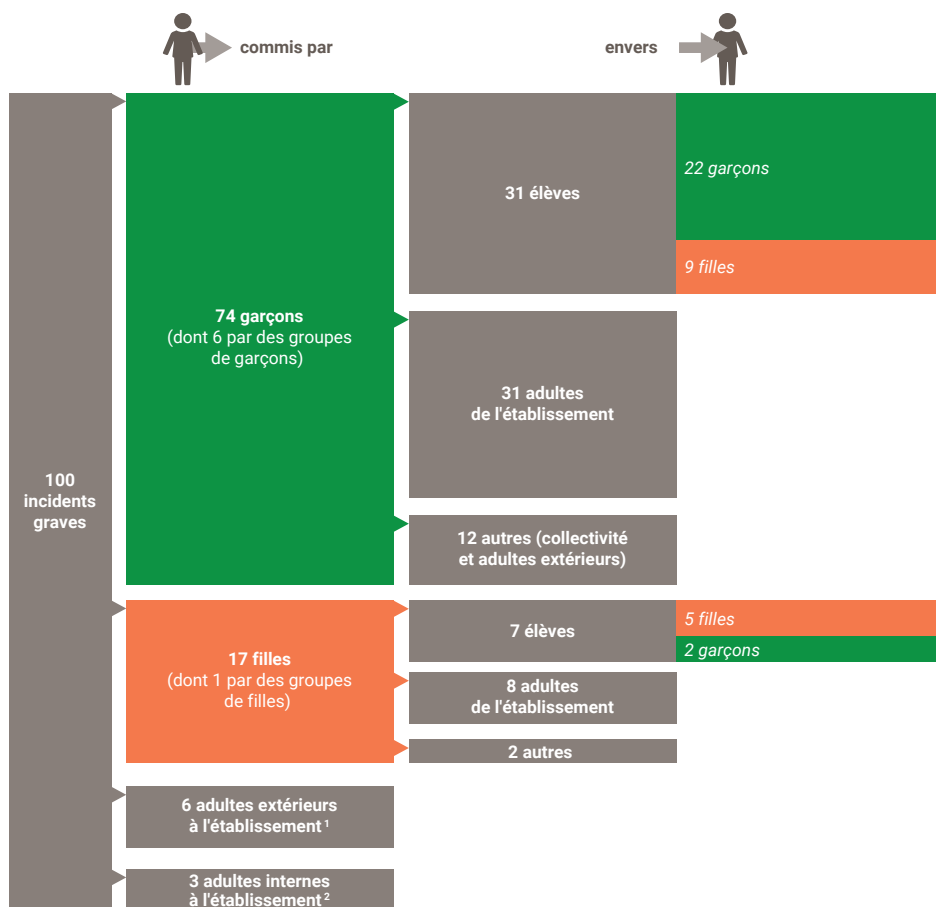 commis par
envers
100
incidents
graves
74 garçons
(dont 6 par des groupes
de garçons)
31 élèves
22 garçons
9 filles
31 adultes
de l'établissement
12 autres (collectivité
et adultes extérieurs)
17 filles
(dont 1 par des groupes
de filles)
7 élèves
5 filles
2 garçons
8 adultes
de l'établissement
2 autres
6 adultes extérieurs
à l'établissement ¹
3 adultes internes
à l'établissement ²